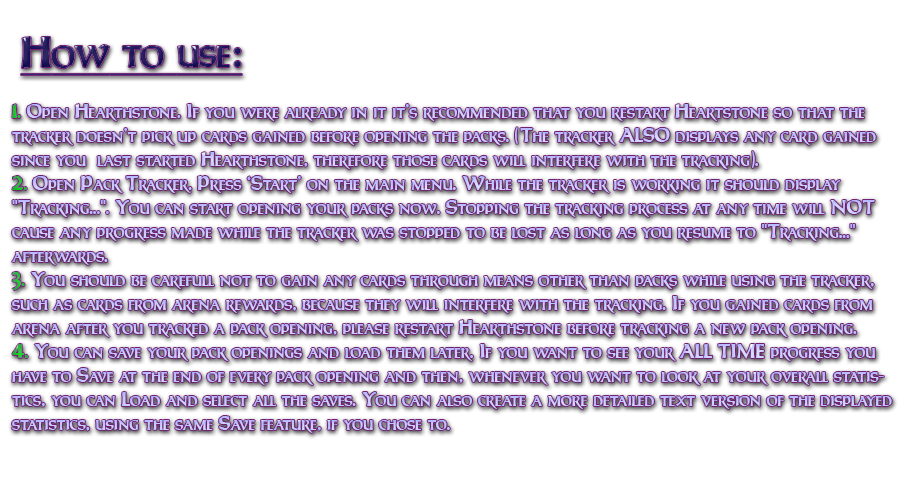 How to use:
1. Open Hearthstone. If you were already in it it's recommended that you restart Heartstone so that the
tracker doesn't pick up cards gained before opening the packs. (The tracker ALSO displays any card gained
since you last started Hearthstone, therefore those cards will interfere with the tracking).
2. Open Pack Tracker, Press 'Start' on the main menu. While the tracker is working it should display
"Tracking...". You can start opening your packs now. Stopping the tracking process at any time will NOT
cause any progress made while the tracker was stopped to be lost as long as you resume to "Tracking..."
afterwards.
3. You should be carefull not to gain any cards through means other than packs while using the tracker,
such as cards from arena rewards, because they will interfere with the tracking. If you gained cards from
arena after you tracked a pack opening, please restart Hearthstone before tracking a new pack opening.
4. You can save your pack openings and load them later, If you want to see your ALL TIME progress you
have to Save at the end of every pack opening and then, whenever you want to look at your overall statis-
tics, you can Load and select all the saves. You can also create a more detailed text version of the displayed
statistics, using the same Save feature, if you chose to.